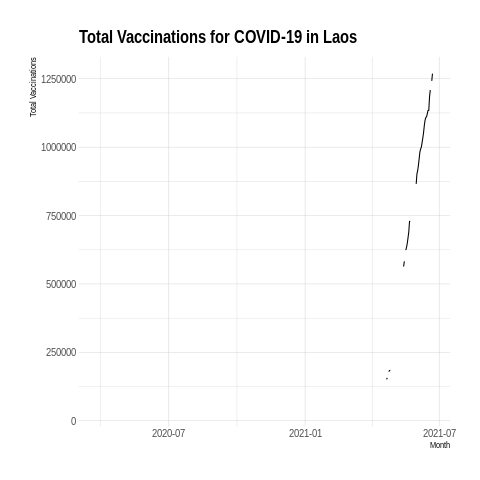 Total Vaccinations for COVID-19 in Laos
Total Vaccinations
1250000
1000000
750000
500000
250000
0
2020-07 2021-01 2021-07
Month